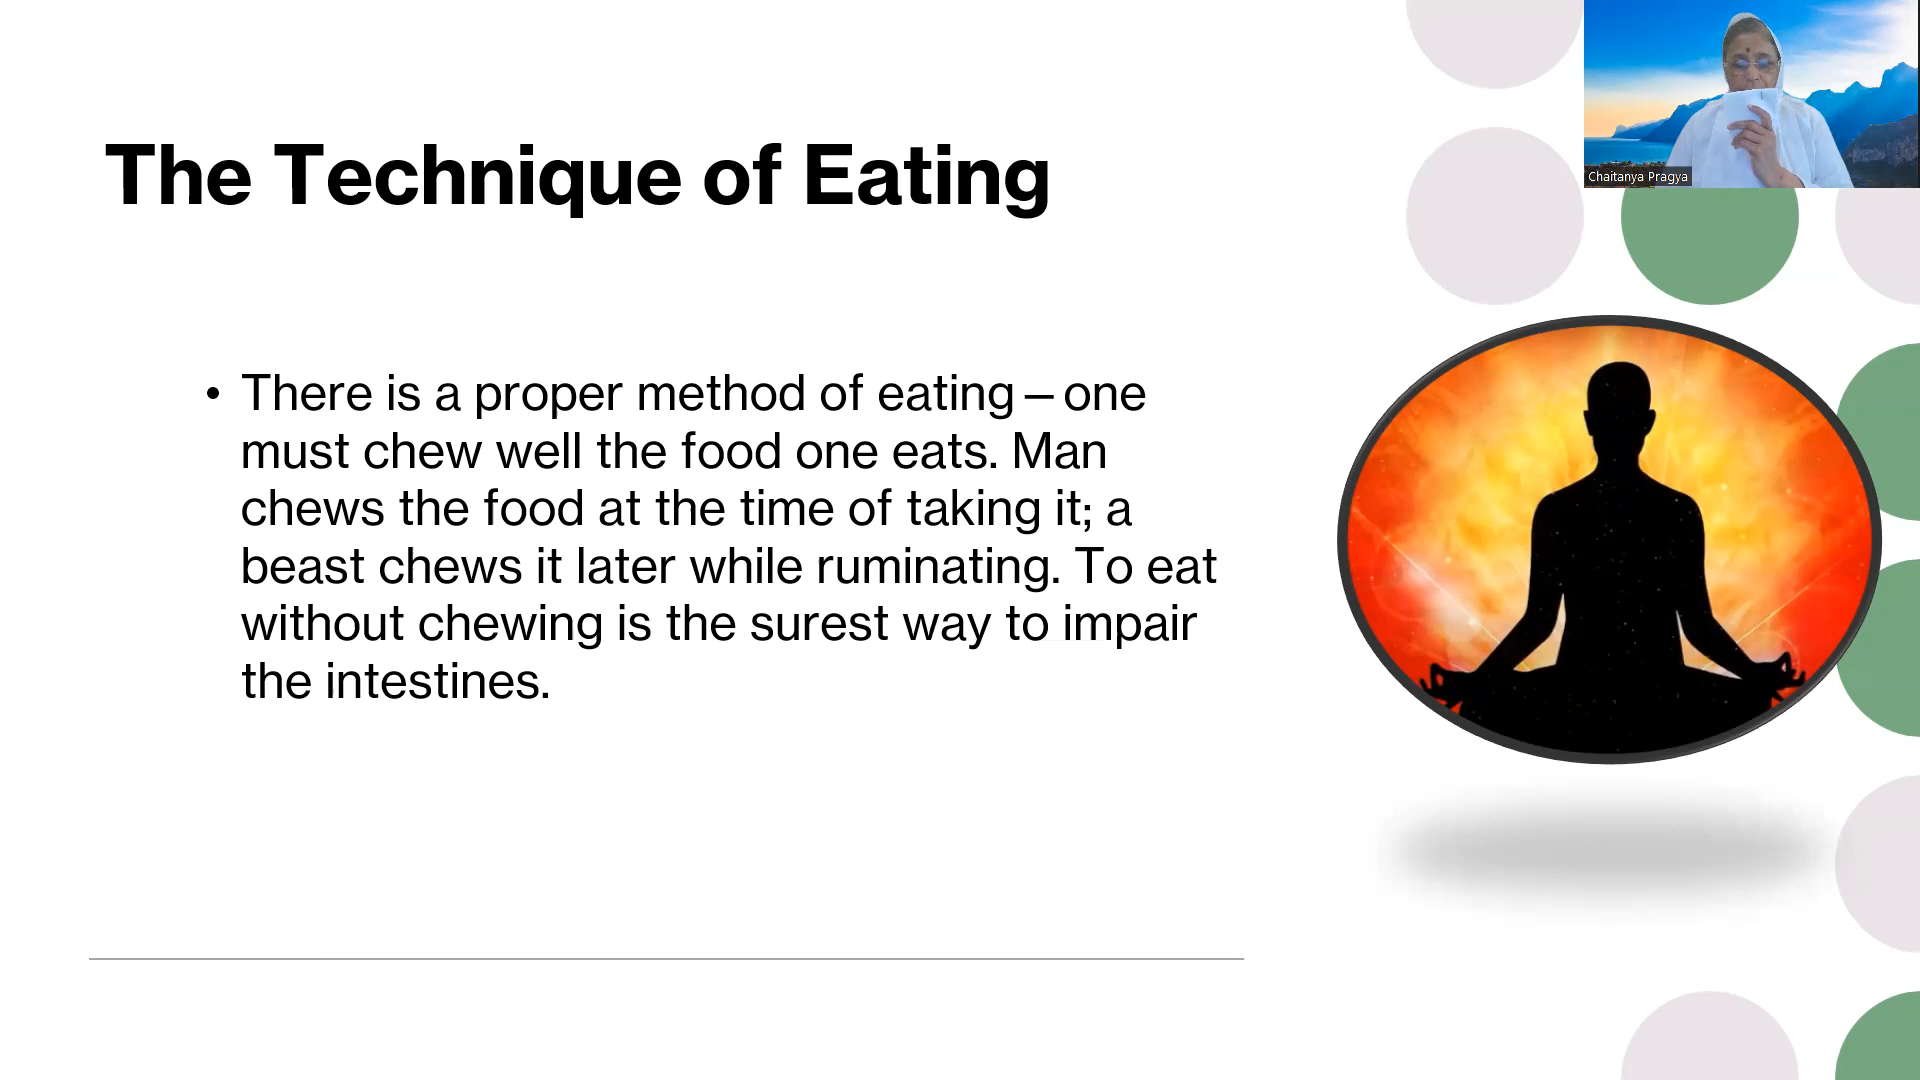 Chaitanya Pragya
The Technique of Eating
• There is a proper method of eating – one
must chew well the food one eats. Man
chews the food at the time of taking it; a
beast chews it later while ruminating. To eat
without chewing is the surest way to impair
the intestines.